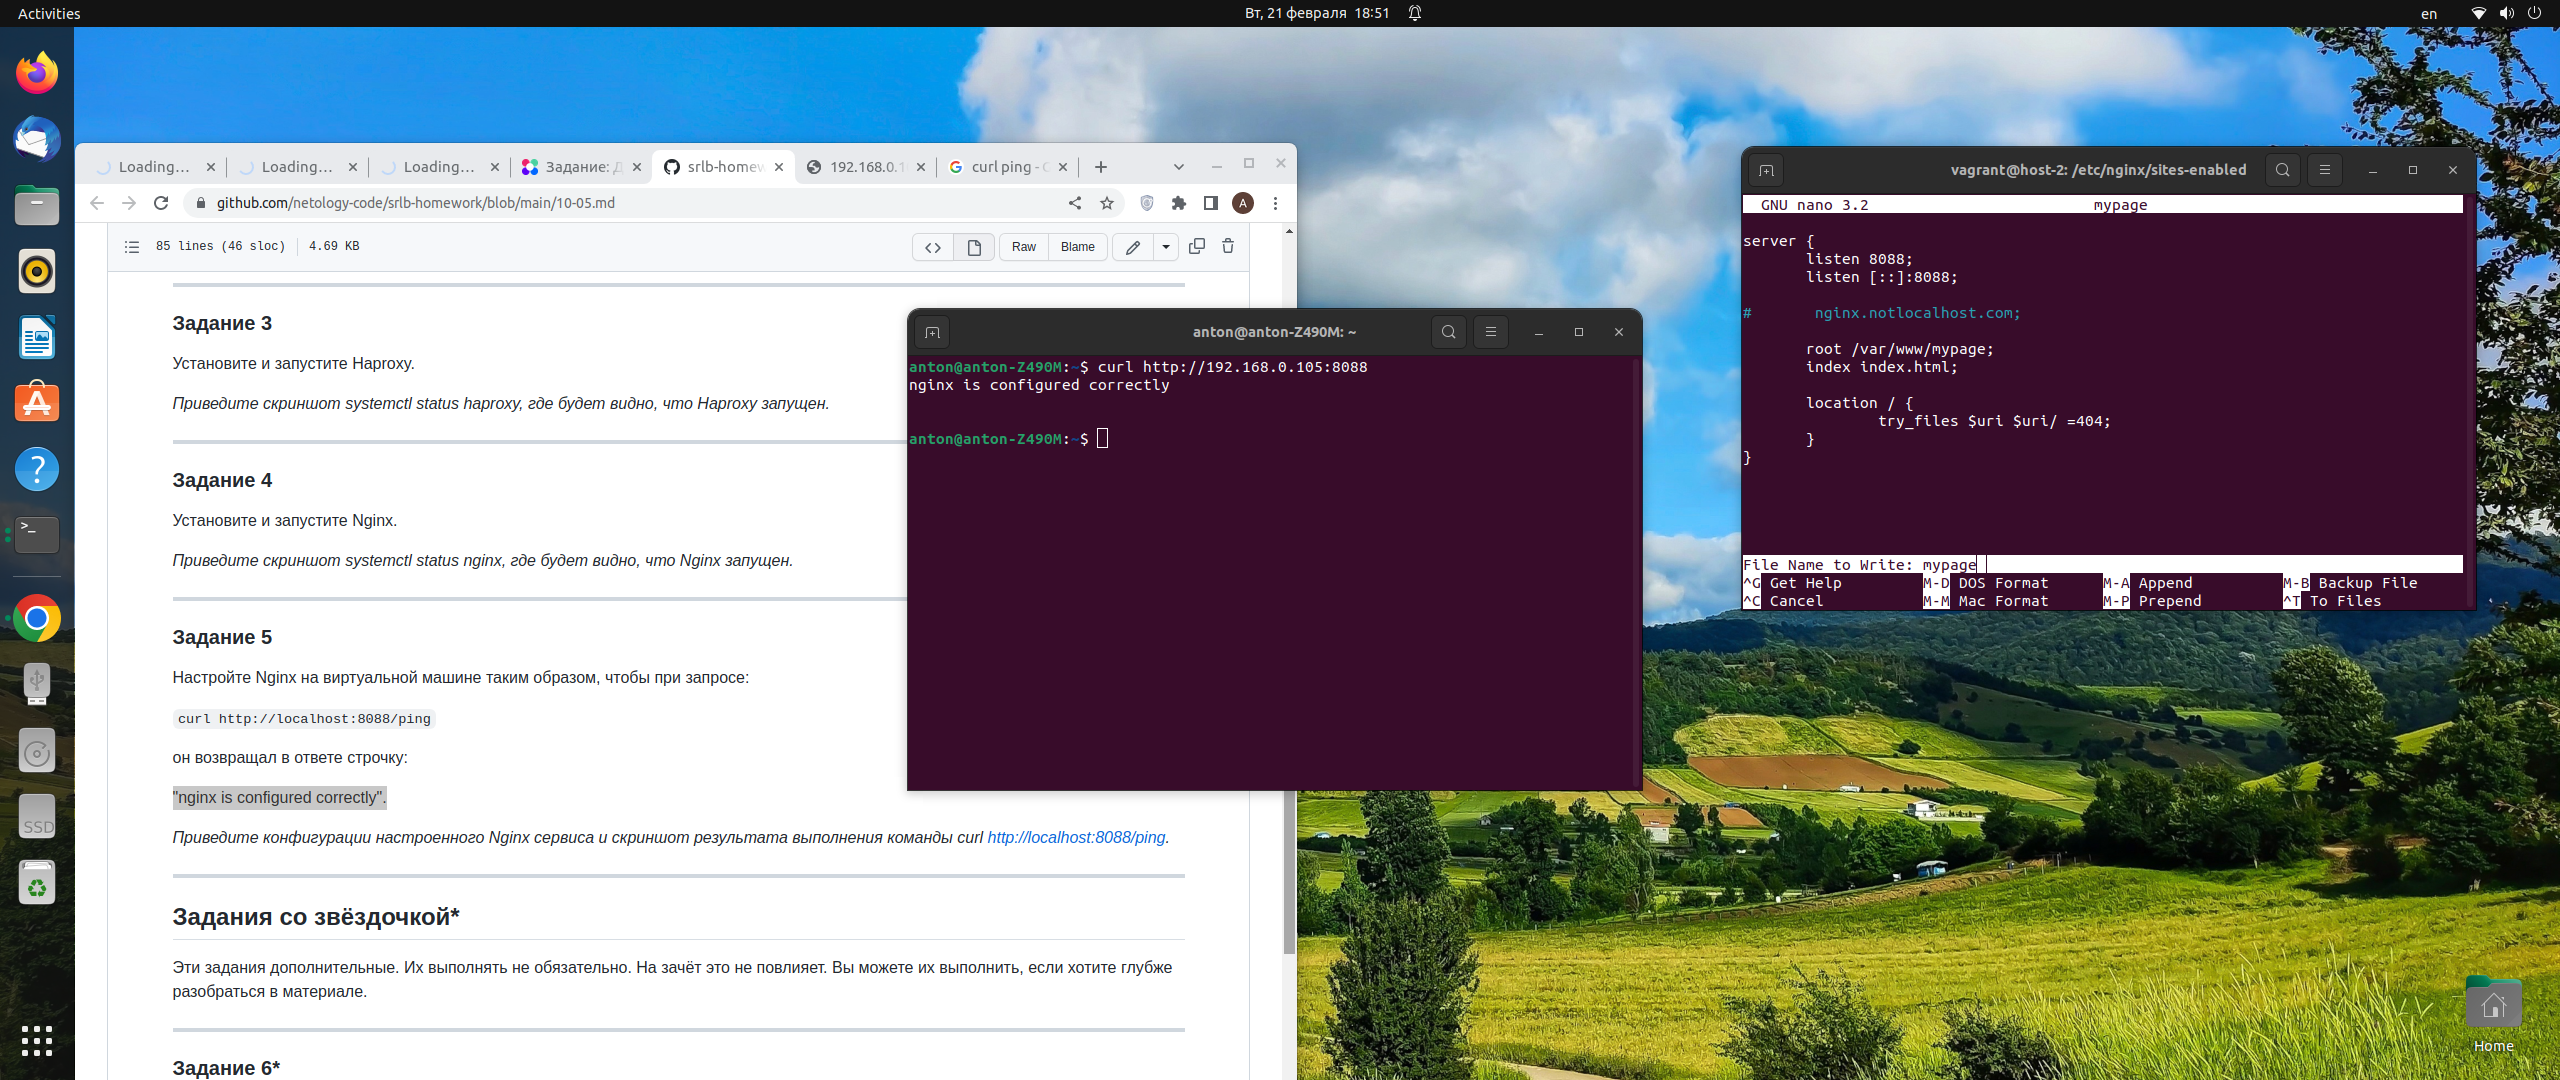 Activities
Вт, 21 февраля 18:51
en
Loading...
Loading...
Loading...
Задание: Д
srlb-homew
192.168.0.1
curl ping - G
github.com/netology-code/srlb-homework/blob/main/10-05.md
A
85 lines (46 sloc) 4.69 KB
Raw
Blame
Задание 3
Установите и запустите Haproxy.
Приведите скриншот systemctl status haproxy, где будет видно, что Haproxy запущен.
Задание 4
Установите и запустите Nginx.
Приведите скриншот systemctl status nginx, где будет видно, что Nginx запущен.
Задание 5
Настройте Nginx на виртуальной машине таким образом, чтобы при запросе:
curl http://localhost:8088/ping
он возвращал в ответе строчку:
"nginx is configured correctly".
Приведите конфигурации настроенного Nginx сервиса и скриншот результата выполнения команды curl http://localhost:8088/ping.
Задания со звёздочкой*
Эти задания дополнительные. Их выполнять не обязательно. На зачёт это не повлияет. Вы можете их выполнить, если хотите глубже
разобраться в материале.
Задание 6*
anton@anton-Z490M: ~
anton@anton-Z490M:~$ curl http://192.168.0.105:8088
nginx is configured correctly
anton@anton-Z490M:~$
vagrant@host-2: /etc/nginx/sites-enabled
GNU nano 3.2 mypage
server {
listen 8088;
listen [::]:8088;
# nginx.notlocalhost.com;
root /var/www/mypage;
index index.html;
location / {
try_files $uri $uri/ =404;
}
}
File Name to Write: mypage
^G Get Help M-D DOS Format M-A Append M-B Backup File
^C Cancel M-M Mac Format M-P Prepend ^T To Files
SSD
Home